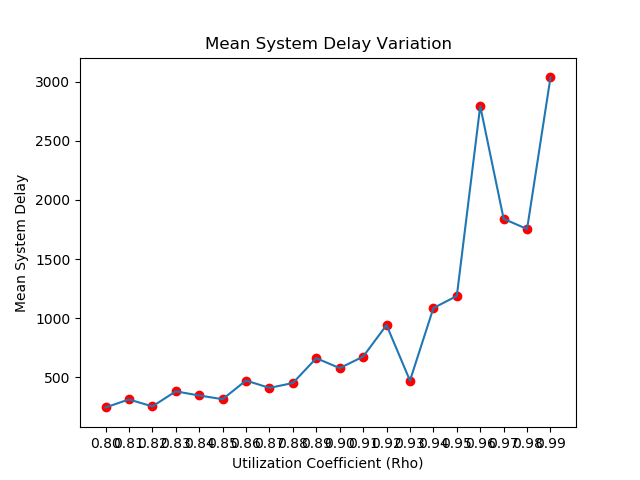 Mean System Delay Variation
3000
2500
2000
1500
1000
500
Mean System Delay
0.80 0.81 0.82 0.83 0.84 0.85 0.86 0.87 0.88 0.89 0.90 0.91 0.92 0.93 0.94 0.95 0.96 0.97 0.98 0.99
Utilization Coefficient (Rho)